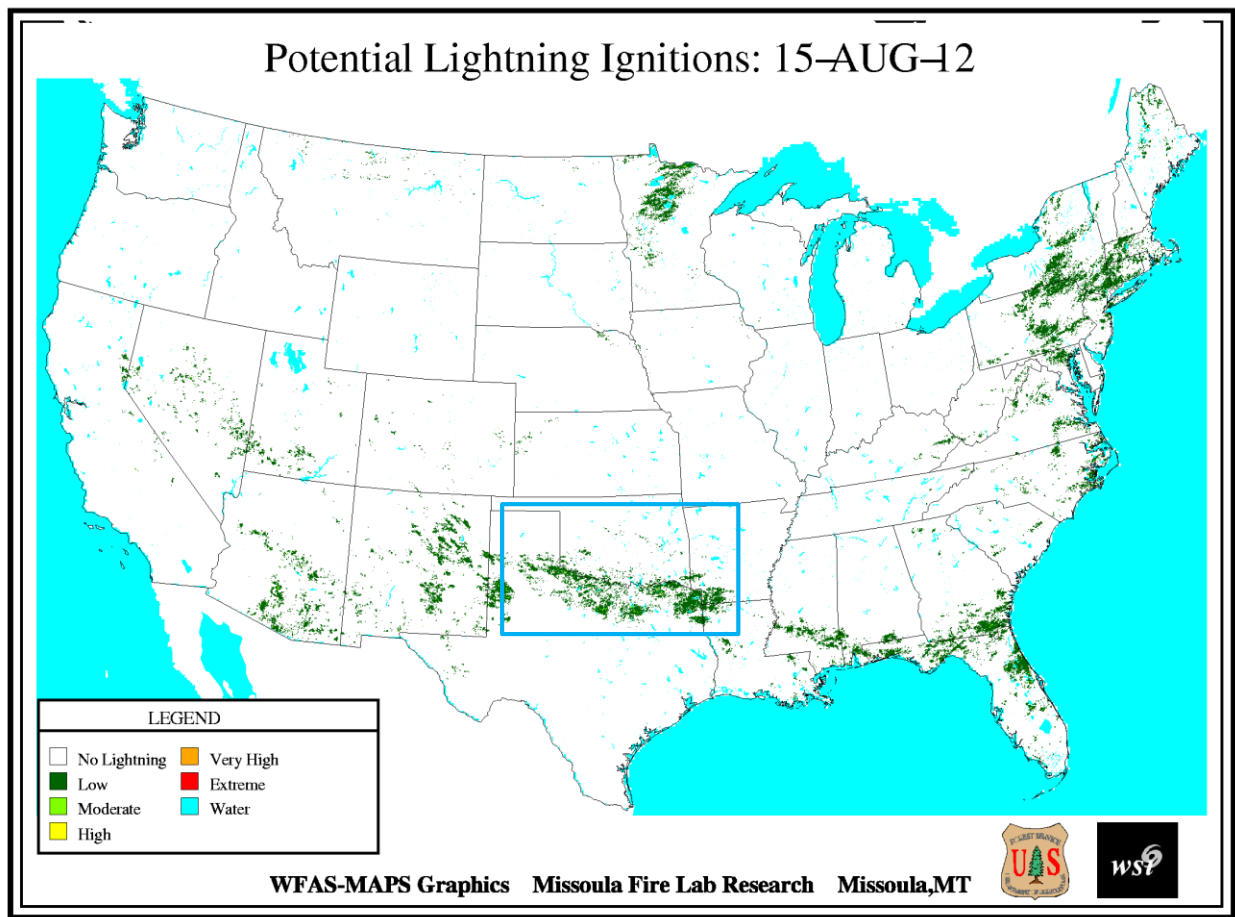 Potential Lightning Ignitions: 15–AUG–12
LEGEND
No Lightning
Low
Moderate
High
Very High
Extreme
Water
U S
wsi
WFAS-MAPS Graphics Missoula Fire Lab Research Missoula,MT